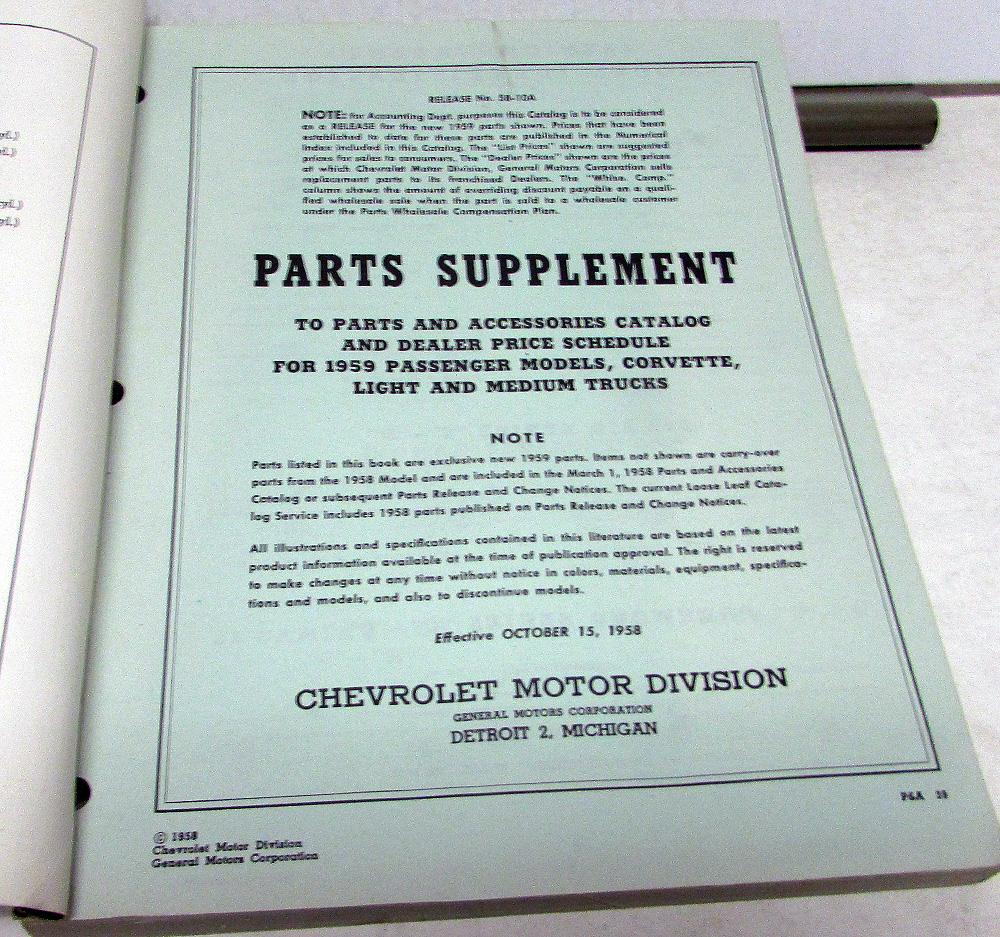 yd.)
d.)
yd.)
yd.)
RELEASE No. 58-10A
NOTE: for Accounting Dept. purposes this Catalog is to be considered
as a RELEASE for the new 1959 parts shown. Prices that have been
established to date for these parts are published in the Numerical
Index included in this Catalog. The "List Prices" shown are suggested
prices for sales to consumers. The "Dealer Prices" shown are the prices
at which Chevrolet Motor Division, General Motors Corporation sells
replacement parts to its franchised Dealers. The "Whlse. Comp."
column shows the amount of overriding discount payable on a quali-
fied wholesale sale when the part is sold to a wholesale customer
under the Parts Wholesale Compensation Plan.
PARTS SUPPLEMENT
TO PARTS AND ACCESSORIES CATALOG
AND DEALER PRICE SCHEDULE
FOR 1959 PASSENGER MODELS, CORVETTE,
LIGHT AND MEDIUM TRUCKS
NOTE
Parts listed in this book are exclusive new 1959 parts. Items not shown are carry-over
parts from the 1958 Model and are included in the March 1, 1958 Parts and Accessories
Catalog or subsequent Parts Release and Change Notices. The current Loose Leaf Cata-
log Service includes 1958 parts published on Parts Release and Change Notices.
All illustrations and specifications contained in this literature are based on the latest
product information available at the time of publication approval. The right is reserved
to make changes at any time without notice in colors, materials, equipment, specifica-
tions and models, and also to discontinue models.
Effective OCTOBER 15, 1958
CHEVROLET MOTOR DIVISION
GENERAL MOTORS CORPORATION
DETROIT 2, MICHIGAN
P&A
© 1958
Chevrolet Motor Division
General Motors Corporation